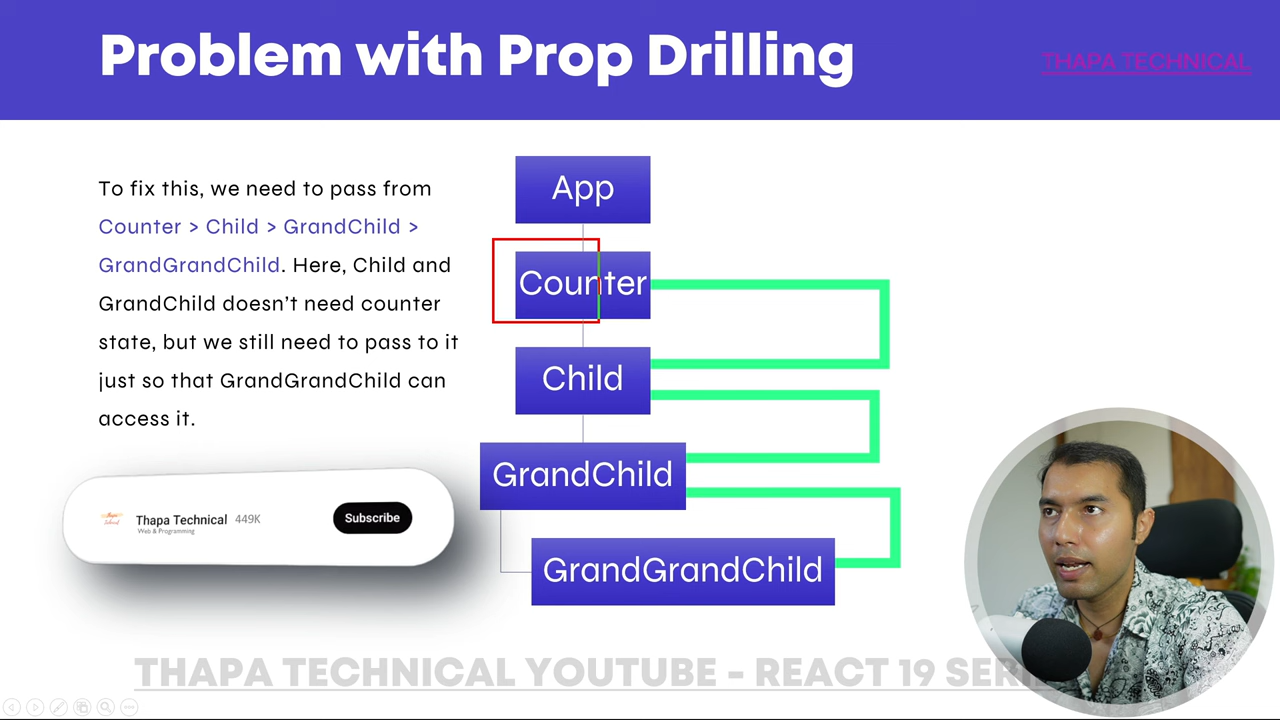 Problem with Prop Drilling
THAPA TECHNICAL
To fix this, we need to pass from
Counter > Child > GrandChild >
GrandGrandChild. Here, Child and
GrandChild doesn’t need counter
state, but we still need to pass to it
just so that GrandGrandChild can
access it.
App
Counter
Child
GrandChild
GrandGrandChild
Thapa Technical 449K
Web & Programming
Subscribe
THAPA TECHNICAL YOUTUBE - REACT 19